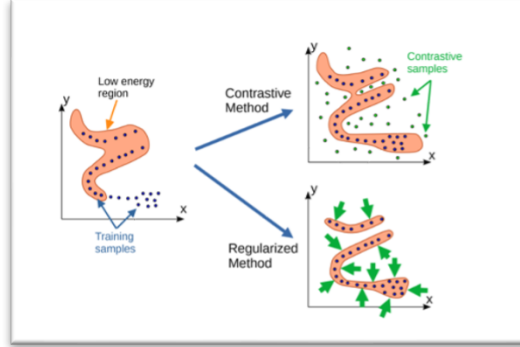 Low energy
region
y
x
Training
samples
Contrastive
Method
Regularized
Method
y
Contrastive
samples
x
y
x